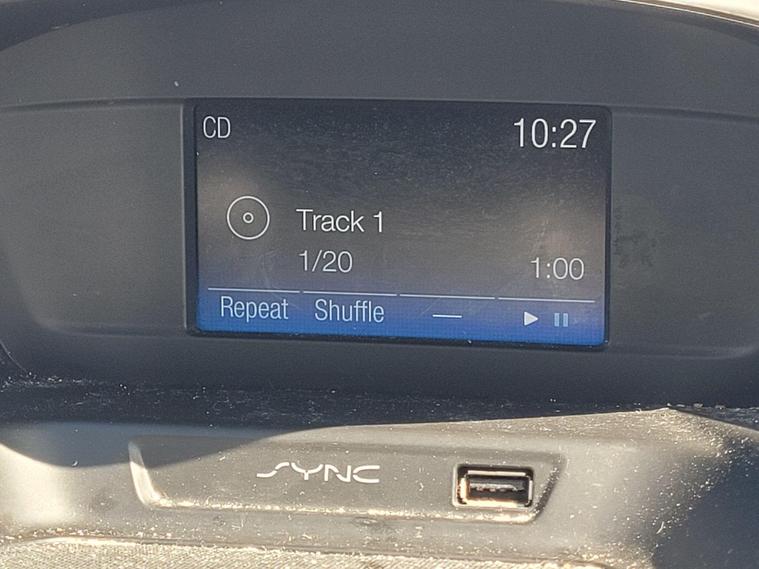 CD 10:27
Track 1
1/20 1:00
Repeat Shuffle
SYNC